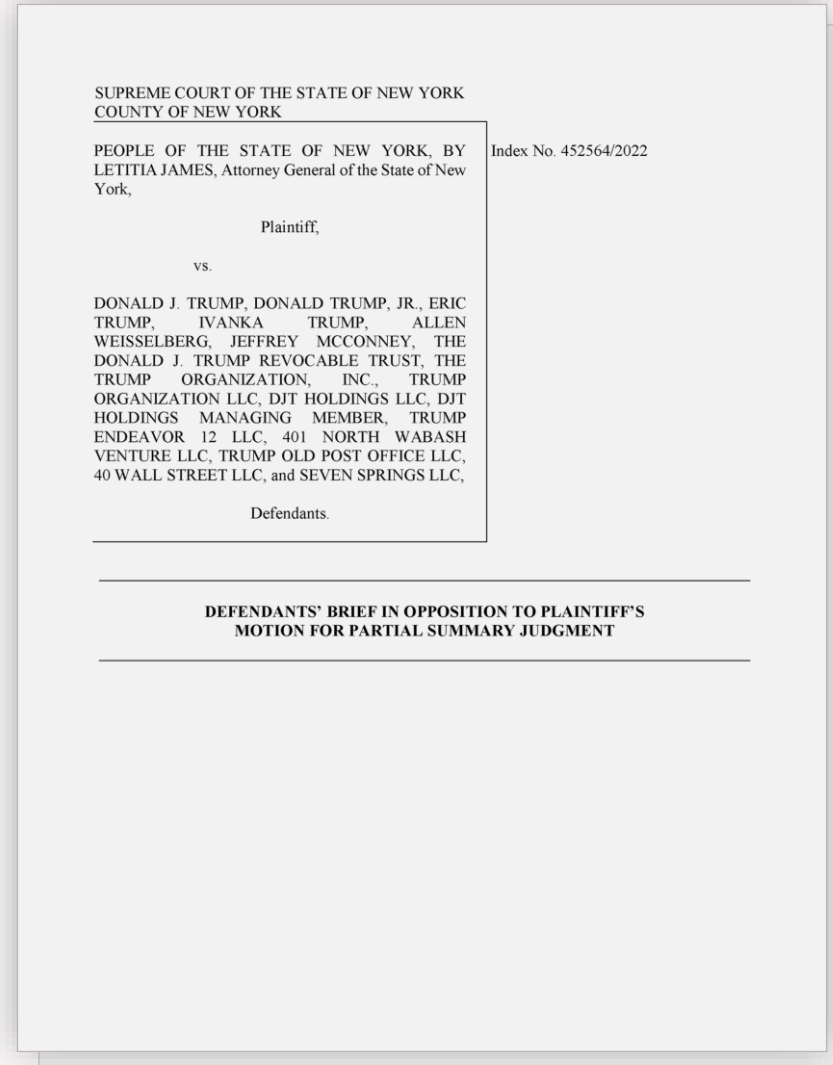 SUPREME COURT OF THE STATE OF NEW YORK
COUNTY OF NEW YORK
PEOPLE OF THE STATE OF NEW YORK, BY
LETITIA JAMES, Attorney General of the State of New
York,
Plaintiff,
vs.
DONALD J. TRUMP, DONALD TRUMP, JR., ERIC
TRUMP, IVANKA TRUMP, ALLEN
WEISSELBERG, JEFFREY MCCONNEY, THE
DONALD J. TRUMP REVOCABLE TRUST, THE
TRUMP ORGANIZATION, INC., TRUMP
ORGANIZATION LLC, DJT HOLDINGS LLC, DJT
HOLDINGS MANAGING MEMBER, TRUMP
ENDEAVOR 12 LLC, 401 NORTH WABASH
VENTURE LLC, TRUMP OLD POST OFFICE LLC,
40 WALL STREET LLC, and SEVEN SPRINGS LLC,
Defendants.
Index No. 452564/2022
DEFENDANTS’ BRIEF IN OPPOSITION TO PLAINTIFF’S
MOTION FOR PARTIAL SUMMARY JUDGMENT